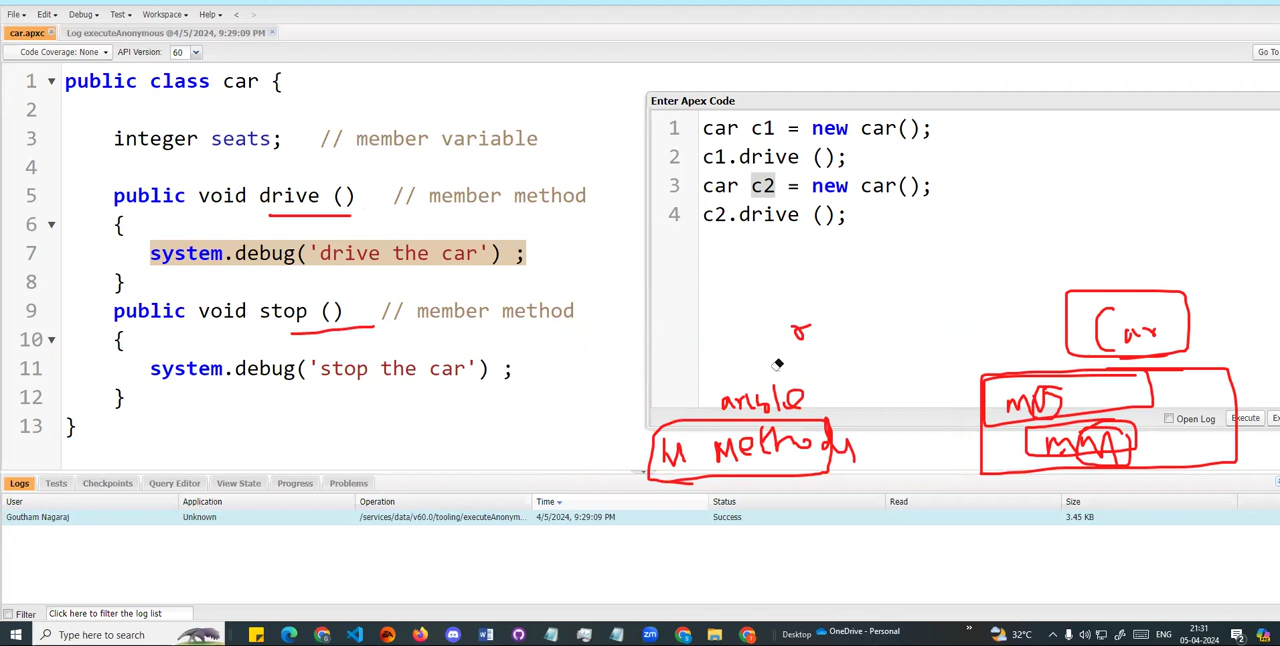 File Edit Debug Test Workspace Help < >
car.apxc Log executeAnonymous @4/5/2024, 9:29:09 PM
Code Coverage: None API Version: 60 Go To
1 public class car {
2
3 integer seats; // member variable
4
5 public void drive () // member method
6 {
7 system.debug('drive the car') ;
8 }
9 public void stop () // member method
10 {
11 system.debug('stop the car') ;
12 }
13 }
Enter Apex Code
1 car c1 = new car();
2 c1.drive ();
3 car c2 = new car();
4 c2.drive ();
Car
M Methods
Open Log Execute Ex
Logs Tests Checkpoints Query Editor View State Progress Problems
User Application Operation Time Status Read Size
Goutham Nagaraj Unknown /services/data/v60.0/tooling/executeAnonym... 4/5/2024, 9:29:09 PM Success 3.45 KB
Filter Click here to filter the log list
Type here to search Desktop OneDrive - Personal » 32°C ENG 21:31
05-04-2024